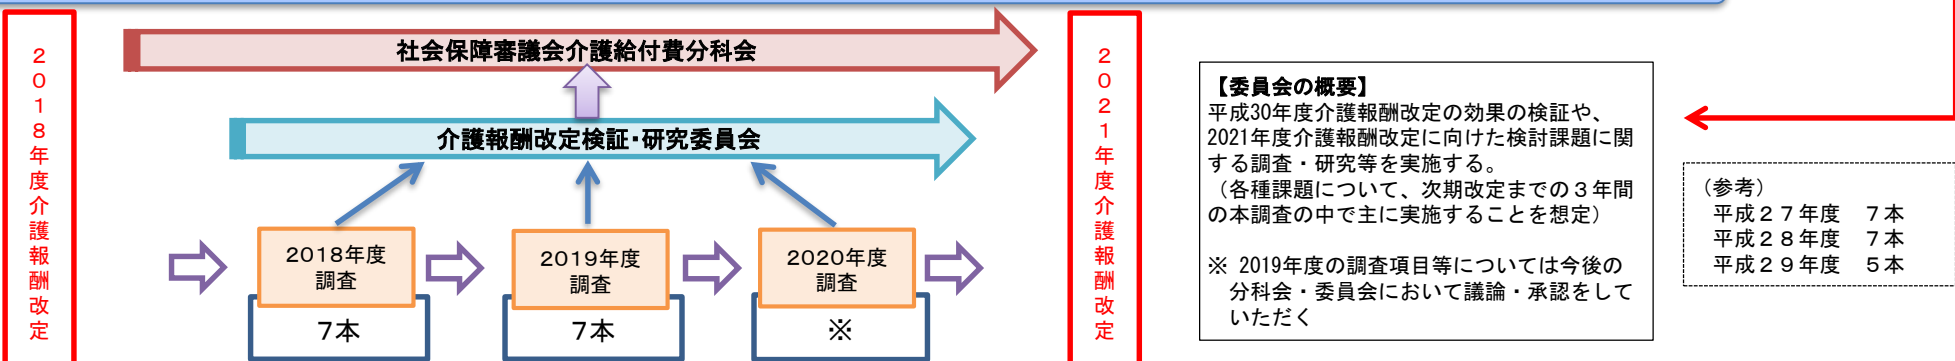 2018年度介護報酬改定
社会保障審議会介護給付費分科会
介護報酬改定検証・研究委員会
2018年度
調査
7本
2019年度
調査
7本
2020年度
調査
※
2021年度介護報酬改定
【委員会の概要】
平成30年度介護報酬改定の効果の検証や、
2021年度介護報酬改定に向けた検討課題に関
する調査・研究等を実施する。
（各種課題について、次期改定までの３年間
の本調査の中で主に実施することを想定）
※ 2019年度の調査項目等については今後の
分科会・委員会において議論・承認をして
いただく
（参考）
平成２７年度　７本
平成２８年度　７本
平成２９年度　５本